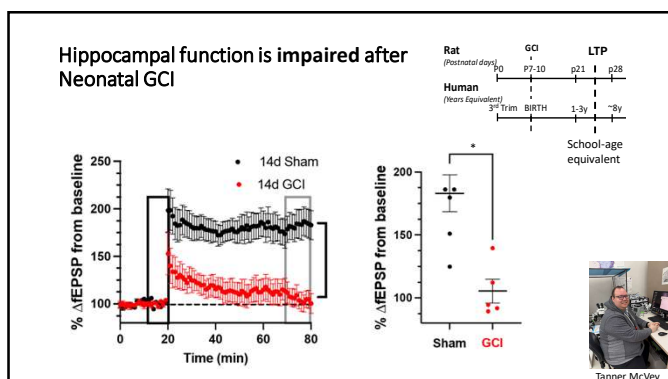 Hippocampal function is impaired after
Neonatal GCI
Rat
(Postnatal days)
GCI
LTP
P0
P7-10
p21
p28
Human
(Years Equivalent)
3rd Trim
BIRTH
1-3y
~8y
School-age
equivalent
14d Sham
14d GCI
% ΔfEPSP from baseline
250
200
150
100
0
20
40
60
80
Time (min)
*
% ΔfEPSP from baseline
200
150
100
Sham
GCI
Tanner McVey